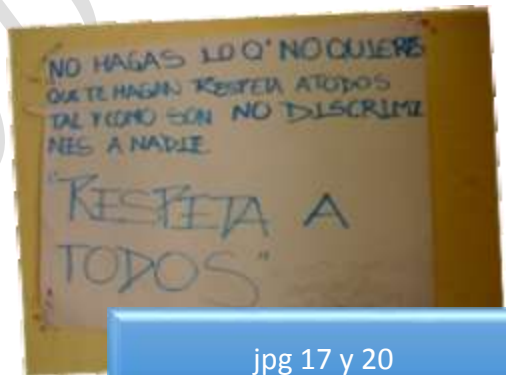 NO HAGAS LO Q' NO QUIERES
QUE TE HAGAN RESPETA A TODOS
TAL Y COMO SON NO DISCRIMI
NES A NADIE
"RESPETA A
TODOS"
jpg 17 y 20